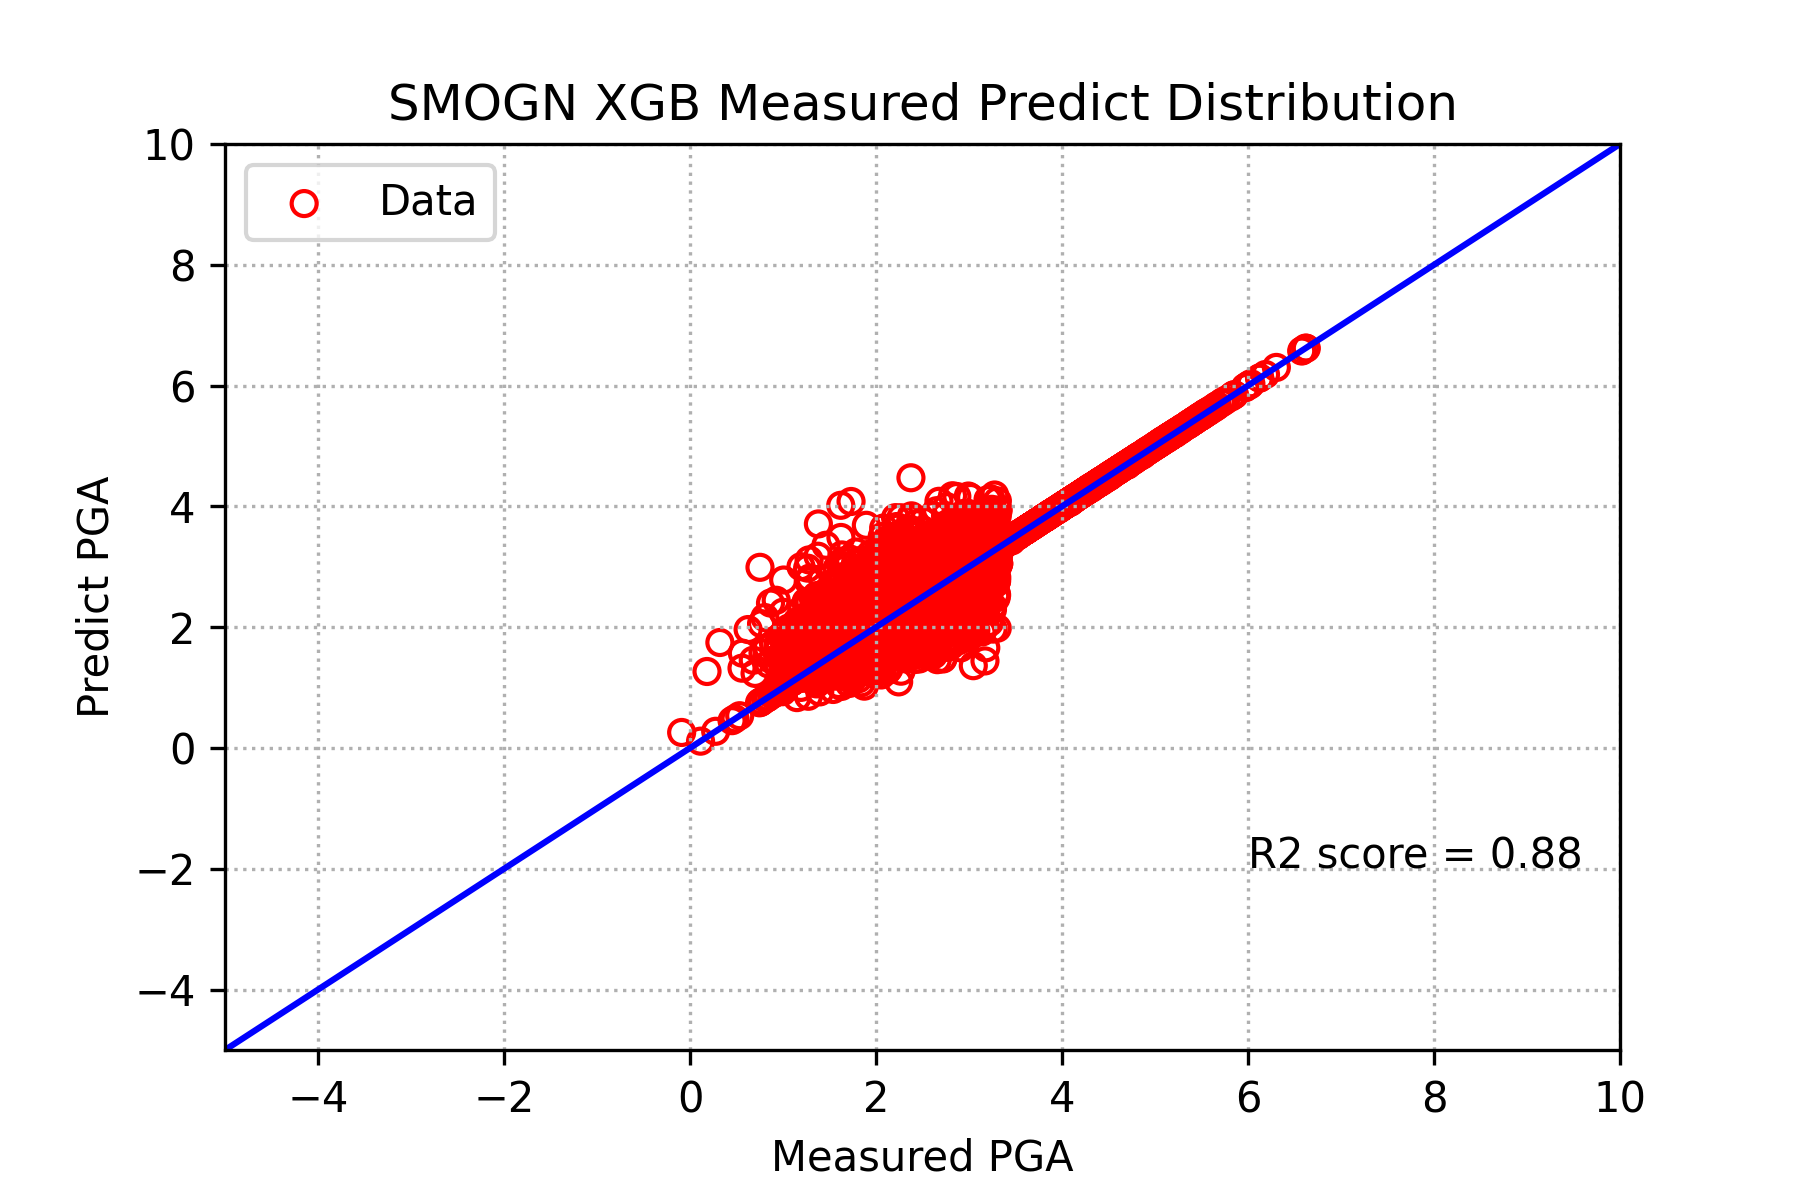 SMOGN XGB Measured Predict Distribution
10
8
6
4
2
0
−2
−4
Data
Predict PGA
R2 score = 0.88
−4 −2 0 2 4 6 8 10
Measured PGA